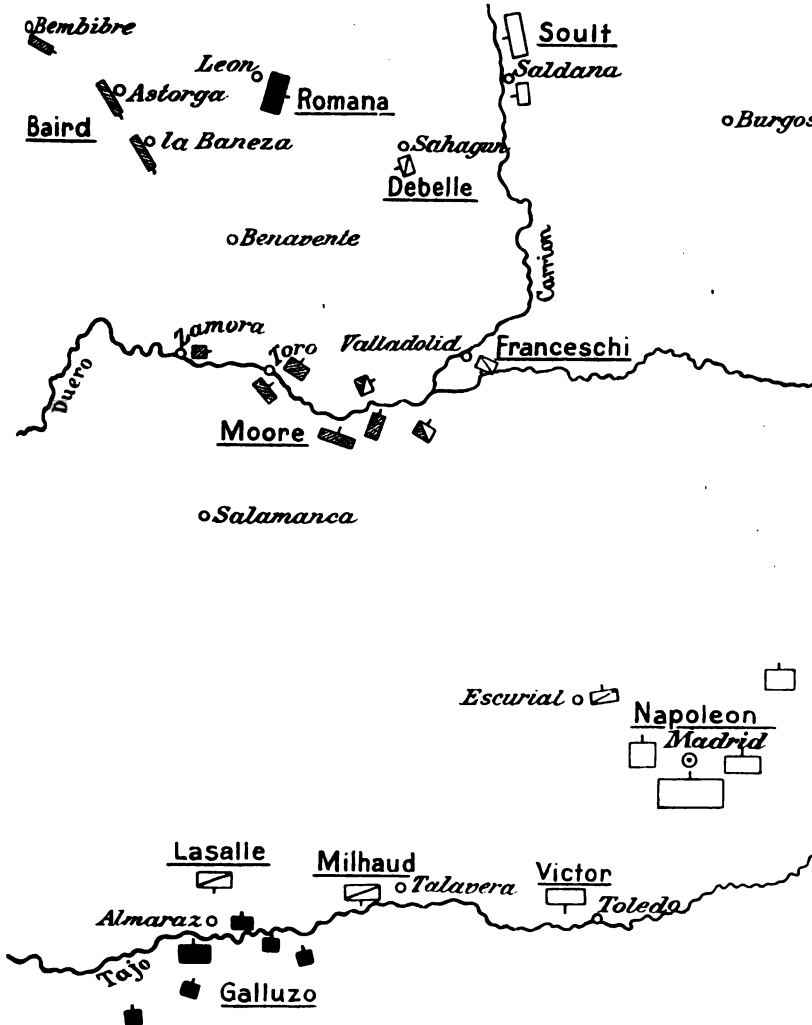 Bembibre
Soult
Leon
Saldana
Astorga
Romana
Burgos
Baird
la Baneza
Sahagun
Debelle
Benavente
Carrion
Zamora
Toro
Valladolid
Franceschi
Duero
Moore
Salamanca
Escurial
Napoleon
Madrid
Lasalle
Milhaud
Victor
Talavera
Toledo
Almaraz
Tajo
Galluzo